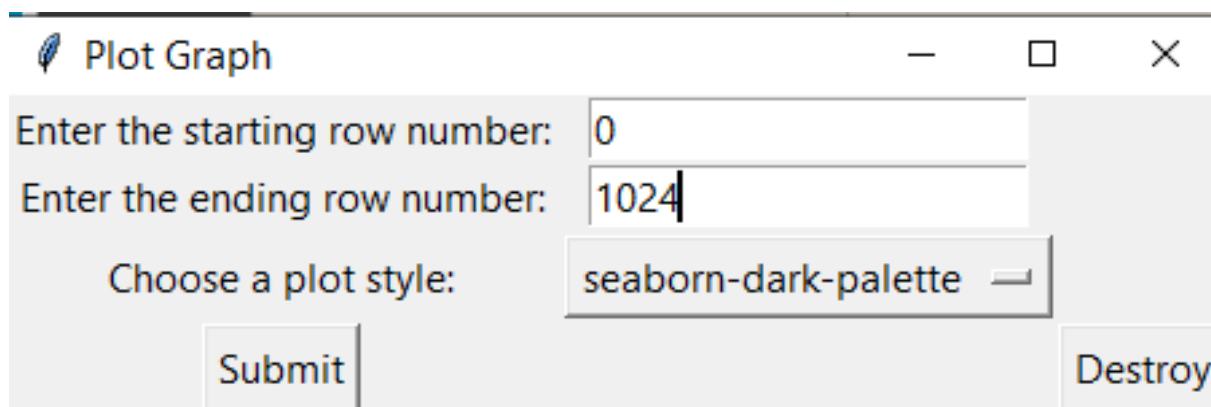 Plot Graph
Enter the starting row number: 0
Enter the ending row number: 1024
Choose a plot style: seaborn-dark-palette
Submit Destroy